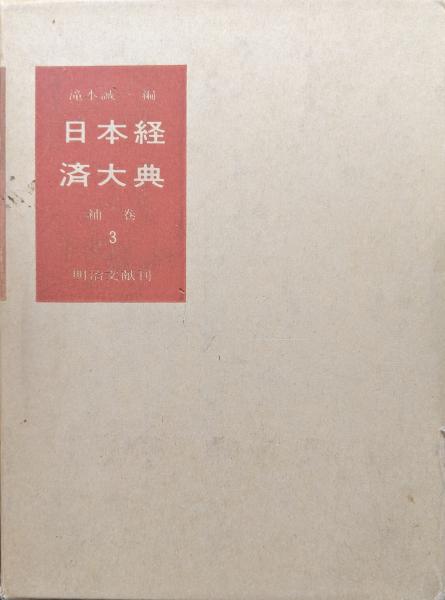 滝本誠一編
日本経
済大典
補巻
3
明治文献刊